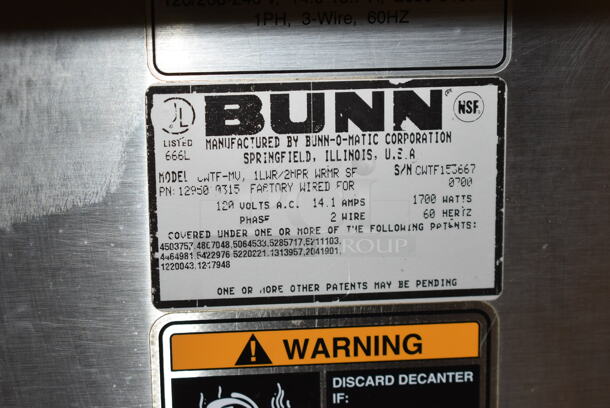 1PH, 3-Wire, 60HZ
BUNN
NSF
LISTED
666L
MANUFACTURED BY BUNN-O-MATIC CORPORATION
SPRINGFIELD, ILLINOIS, U.S.A
MODEL CWTF-MV, 1LWR/2MPR WRMR SF S/N CWTF153667
PN: 12950 0315 FACTORY WIRED FOR 0700
120 VOLTS A.C. 14.1 AMPS 1700 WATTS
PHASE 2 WIRE 60 HERTZ
COVERED UNDER ONE OR MORE OF THE FOLLOWING PATENTS:
4503757, 4867048, 5064533, 5285717, 5211103,
4464981, 5422976 5220221, 1313957, 2041901,
1220043, 1247948
GROUP
ONE OR MORE OTHER PATENTS MAY BE PENDING
WARNING
DISCARD DECANTER
IF: